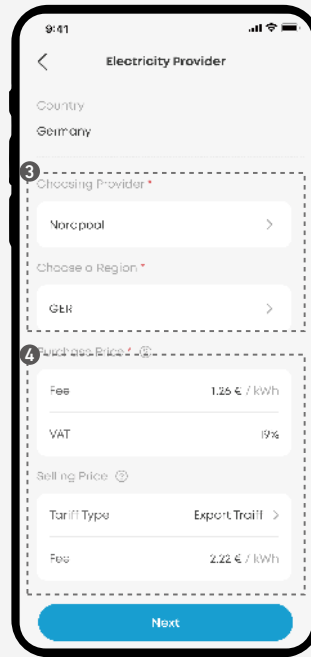 9:41
Electricity Provider
Country
Germany
3
Choosing Provider *
Nordpool
Choose a Region *
GER
4
Purchase Price * ?
Fee 1.26 € / kWh
VAT 19%
Selling Price ?
Tariff Type Export Traiff
Fee 2.22 € / kWh
Next